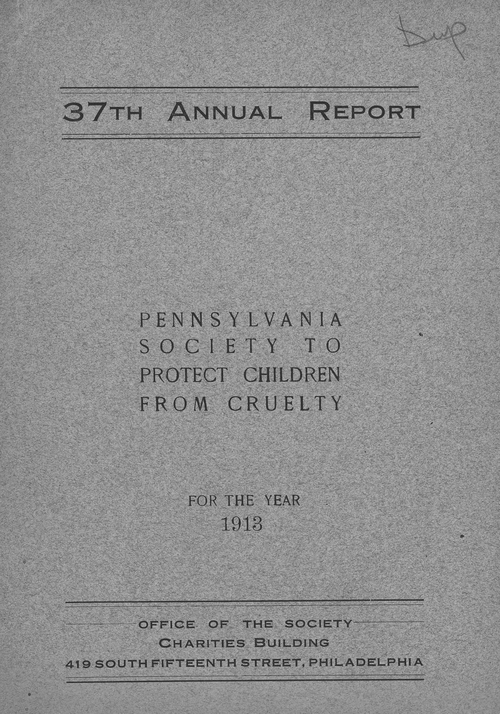 Dup
37TH ANNUAL REPORT
PENNSYLVANIA
SOCIETY TO
PROTECT CHILDREN
FROM CRUELTY
FOR THE YEAR
1913
OFFICE OF THE SOCIETY
CHARITIES BUILDING
419 SOUTH FIFTEENTH STREET, PHILADELPHIA